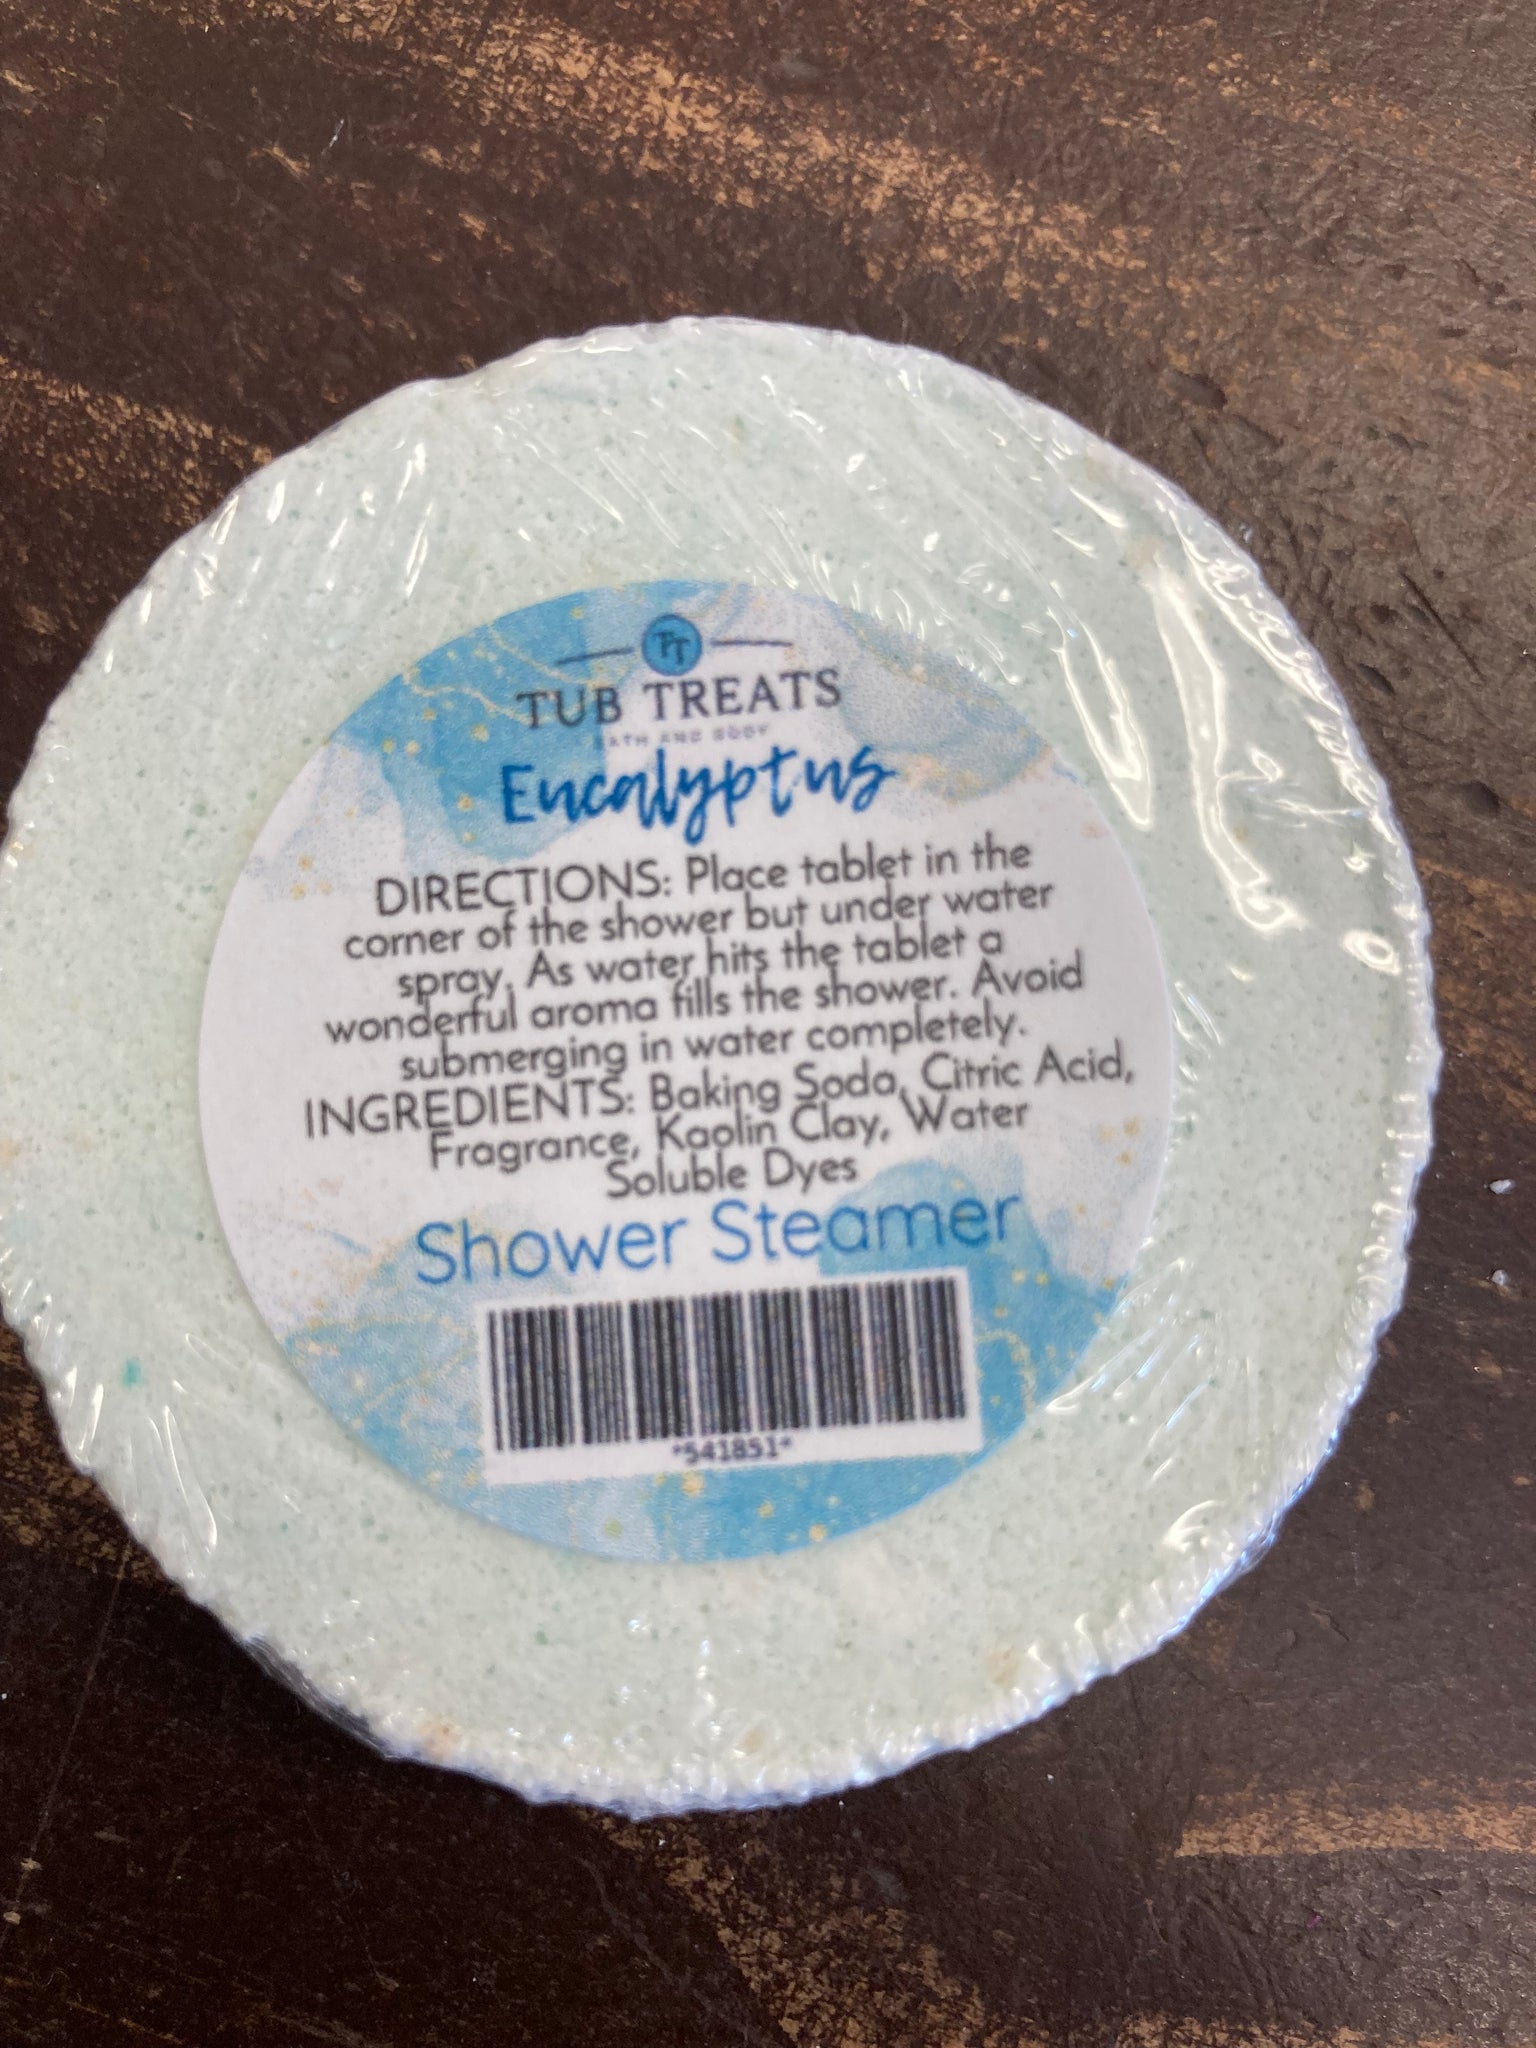 TT
TUB TREATS
BATH AND BODY
Eucalyptus
DIRECTIONS: Place tablet in the
corner of the shower but under water
spray. As water hits the tablet a
wonderful aroma fills the shower. Avoid
submerging in water completely.
INGREDIENTS: Baking Soda, Citric Acid,
Fragrance, Kaolin Clay, Water
Soluble Dyes
Shower Steamer
*541851*